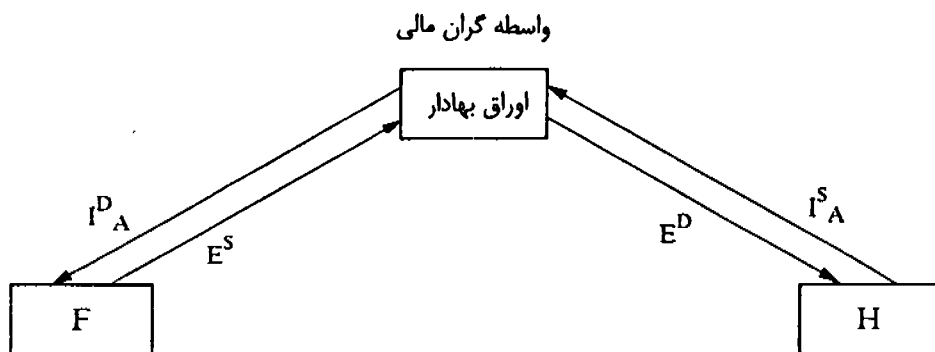 واسطه گران مالی
اوراق بهادار
I^D_A
E^S
E^D
I^S_A
F
H